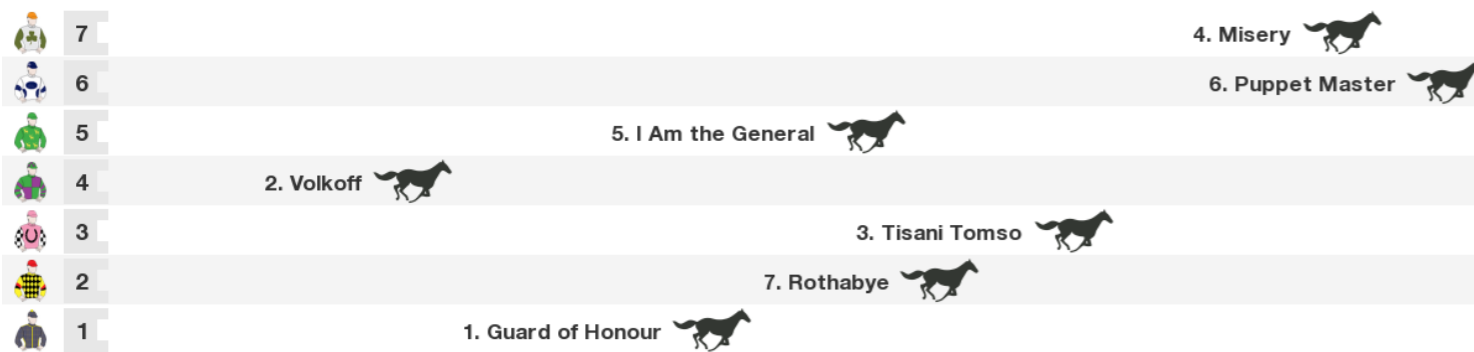 7 4. Misery
6 6. Puppet Master
5 5. I Am the General
4 2. Volkoff
3 3. Tisani Tomso
2 7. Rothabye
1 1. Guard of Honour